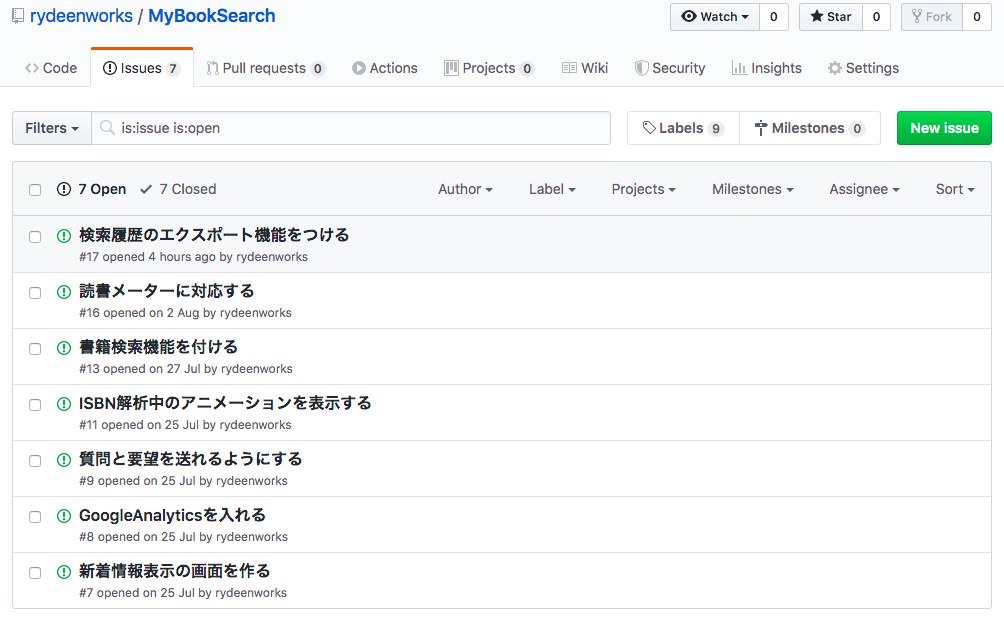 rydeenworks / MyBookSearch
Watch 0 Star 0 Fork 0
Code Issues 7 Pull requests 0 Actions Projects 0 Wiki Security Insights Settings
Filters is:issue is:open Labels 9 Milestones 0 New issue
7 Open 7 Closed Author Label Projects Milestones Assignee Sort
検索履歴のエクスポート機能をつける
#17 opened 4 hours ago by rydeenworks
読書メーターに対応する
#16 opened on 2 Aug by rydeenworks
書籍検索機能を付ける
#13 opened on 27 Jul by rydeenworks
ISBN解析中のアニメーションを表示する
#11 opened on 25 Jul by rydeenworks
質問と要望を送れるようにする
#9 opened on 25 Jul by rydeenworks
GoogleAnalyticsを入れる
#8 opened on 25 Jul by rydeenworks
新着情報表示の画面を作る
#7 opened on 25 Jul by rydeenworks